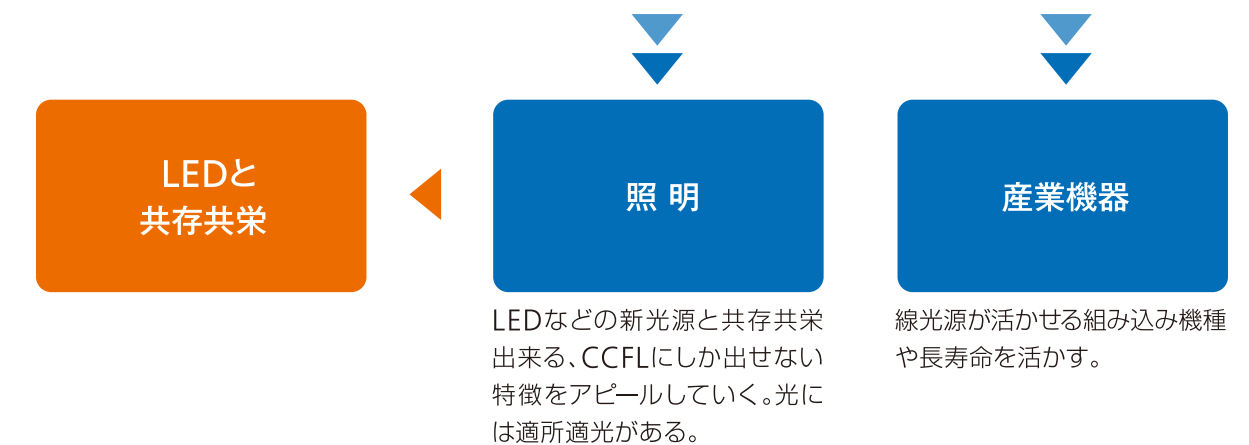 LEDと
共存共栄
照 明
産業機器
LEDなどの新光源と共存共栄
出来る、CCFLにしか出せない
特徴をアピールしていく。光に
は適所適光がある。
線光源が活かせる組み込み機種
や長寿命を活かす。